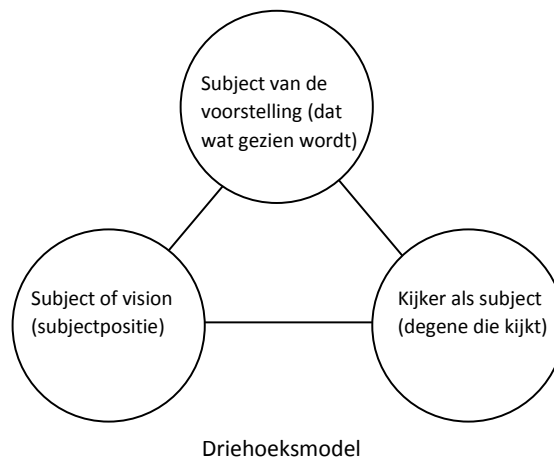 Subject van de
voorstelling (dat
wat gezien wordt)
Subject of vision
(subjectpositie)
Kijker als subject
(degene die kijkt)
Driehoeksmodel